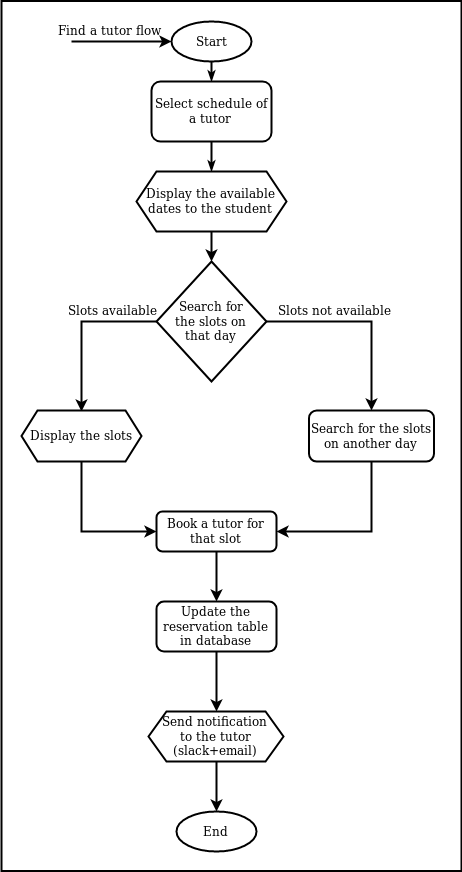 Find a tutor flow
Start
Select schedule of
a tutor
Display the available
dates to the student
Search for
the slots on
that day
Slots available
Slots not available
Display the slots
Search for the slots
on another day
Book a tutor for
that slot
Update the
reservation table
in database
Send notification
to the tutor
(slack+email)
End